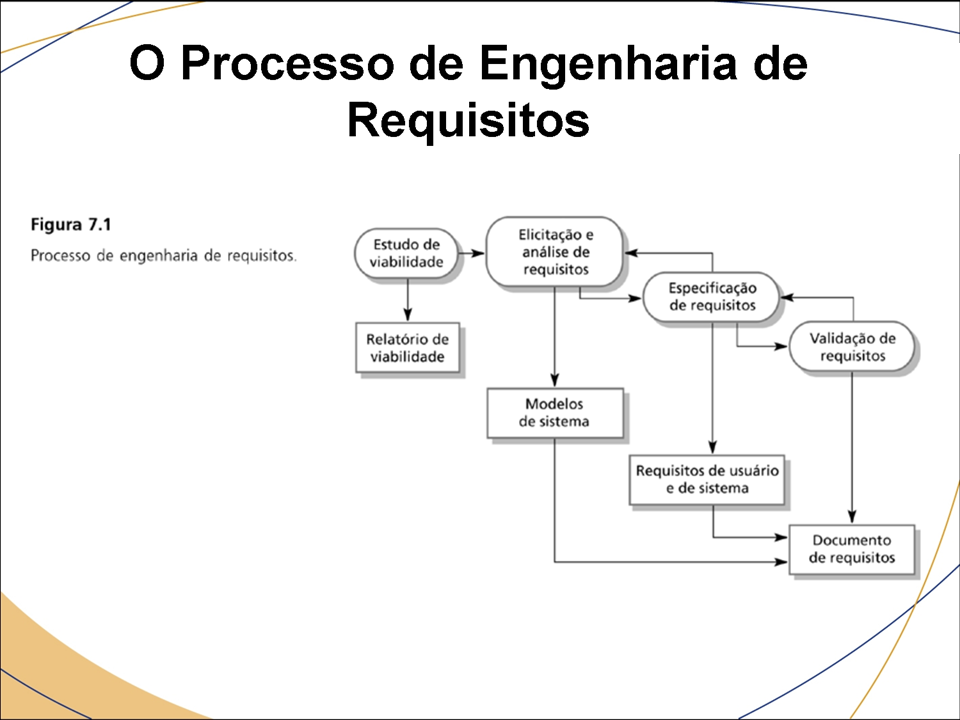 O Processo de Engenharia de
Requisitos
Figura 7.1
Processo de engenharia de requisitos.
Estudo de
viabilidade
Elicitação e
análise de
requisitos
Especificação
de requisitos
Validação de
requisitos
Relatório de
viabilidade
Modelos
de sistema
Requisitos de usuário
e de sistema
Documento
de requisitos